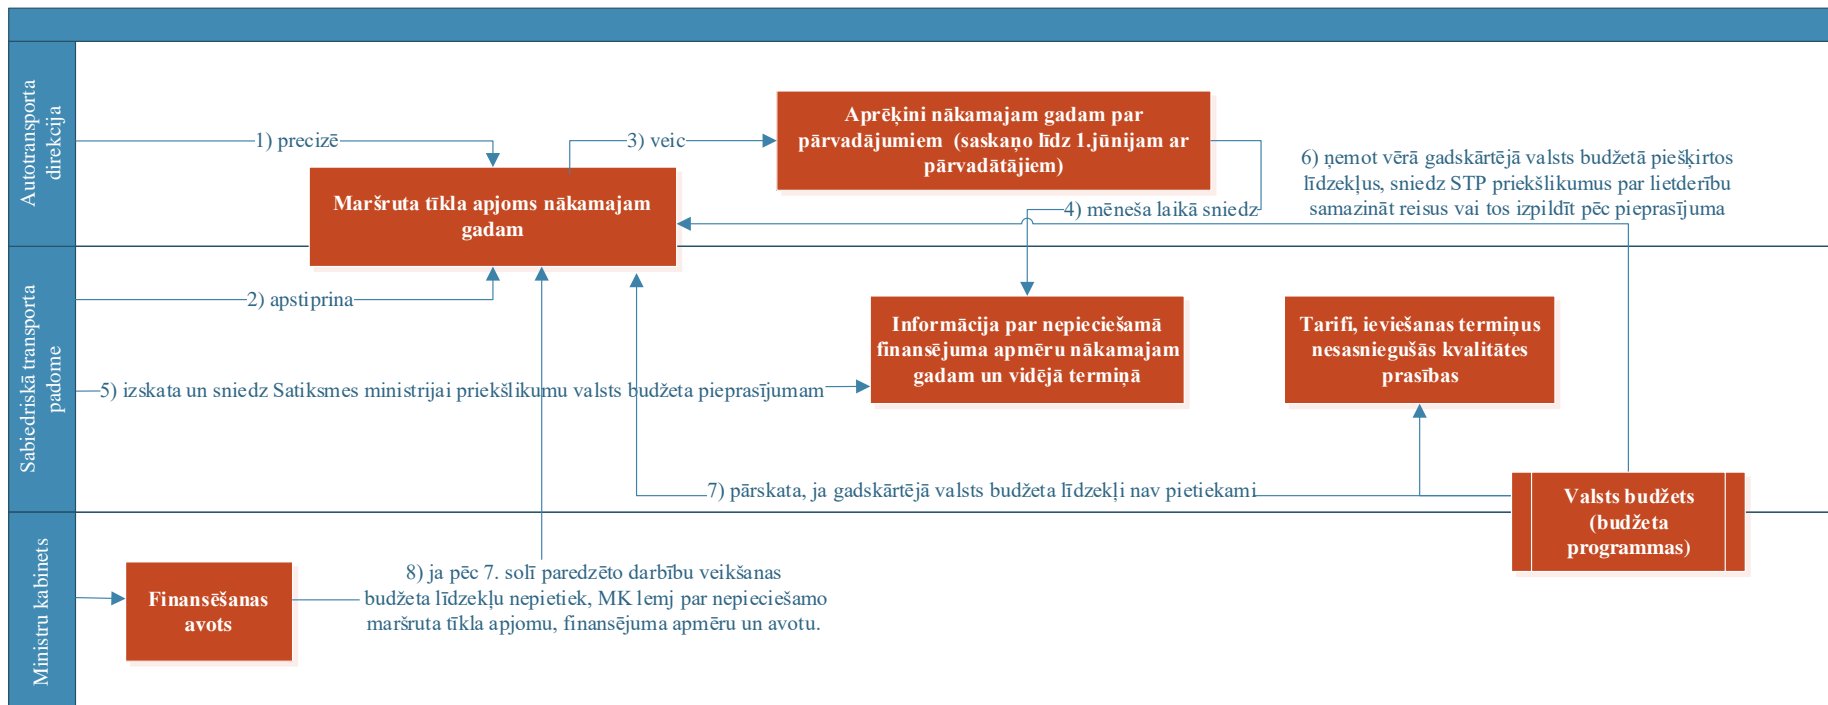 Autotransporta
direkcija
1) precizē
Maršruta tīkla apjoms nākamajam
gadam
3) veic
Aprēķini nākamajam gadam par
pārvadājumiem (saskaņo līdz 1.jūnijam ar
pārvadātājiem)
4) mēneša laikā sniedz
6) ņemot vērā gadskārtējā valsts budžetā piešķirtos
līdzekļus, sniedz STP priekšlikumus par lietderību
samazināt reisus vai tos izpildīt pēc pieprasījuma
Sabiedriskā transporta
padome
2) apstiprina
5) izskata un sniedz Satiksmes ministrijai priekšlikumu valsts budžeta pieprasījumam
Informācija par nepieciešamā
finansējuma apmēru nākamajam
gadam un vidējā termiņā
Tarifi, ieviešanas termiņus
nesasniegušās kvalitātes
prasības
7) pārskata, ja gadskārtējā valsts budžeta līdzekļi nav pietiekami
Valsts budžets
(budžeta
programmas)
Ministru kabinets
Finansēšanas
avots
8) ja pēc 7. solī paredzēto darbību veikšanas
budžeta līdzekļu nepietiek, MK lemj par nepieciešamo
maršruta tīkla apjomu, finansējuma apmēru un avotu.